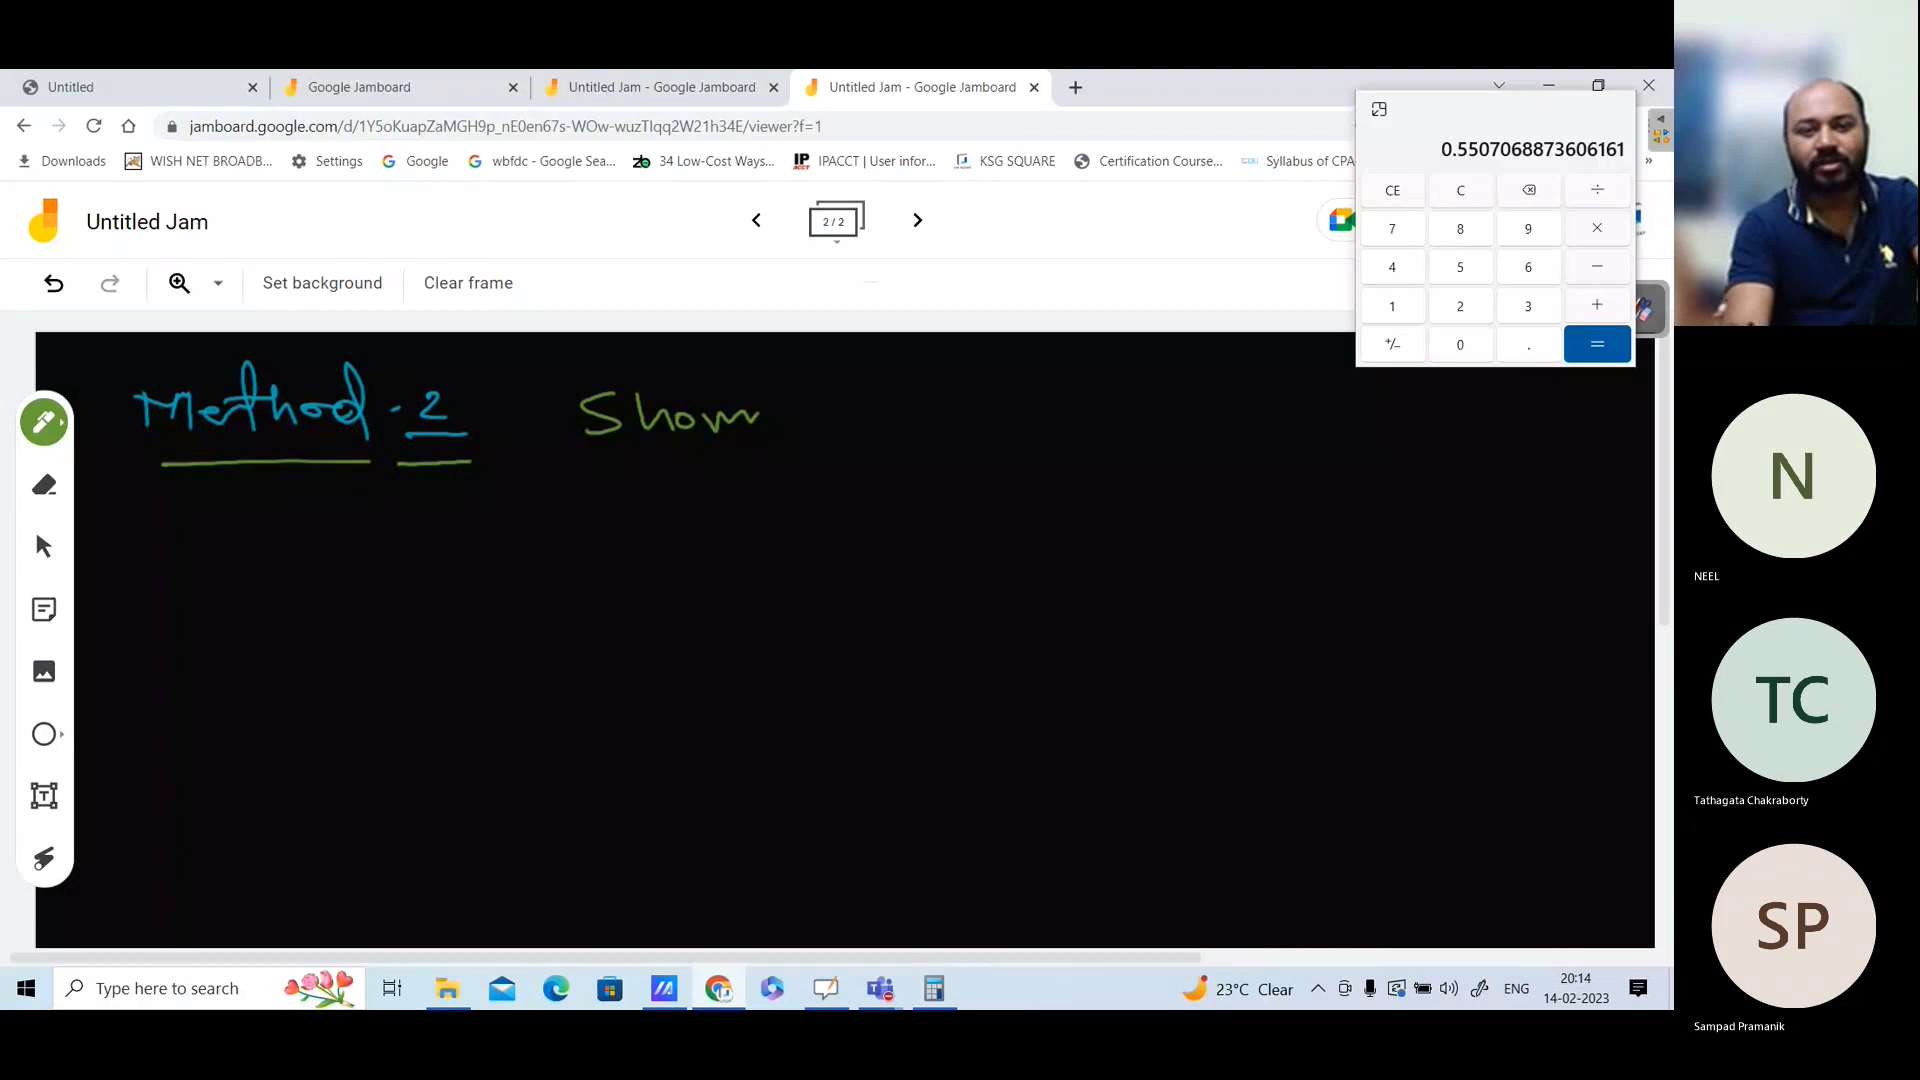 Untitled
Google Jamboard
Untitled Jam - Google Jamboard
Untitled Jam - Google Jamboard
jamboard.google.com/d/1Y5oKuapZaMGH9p_nE0en67s-WOw-wuzTIqq2W21h34E/viewer?f=1
Downloads
WISH NET BROADB...
Settings
Google
wbfdc - Google Sea...
34 Low-Cost Ways...
IPACCT | User infor...
KSG SQUARE
Certification Course...
Syllabus of CPA
»
0.5507068873606161
CE C ÷
7 8 9 ×
4 5 6 −
1 2 3 +
+/− 0 . =
Untitled Jam
2 / 2
Set background
Clear frame
Method - 2 Shom
N
NEEL
TC
Tathagata Chakraborty
SP
Sampad Pramanik
Type here to search
23°C Clear
ENG
20:14
14-02-2023